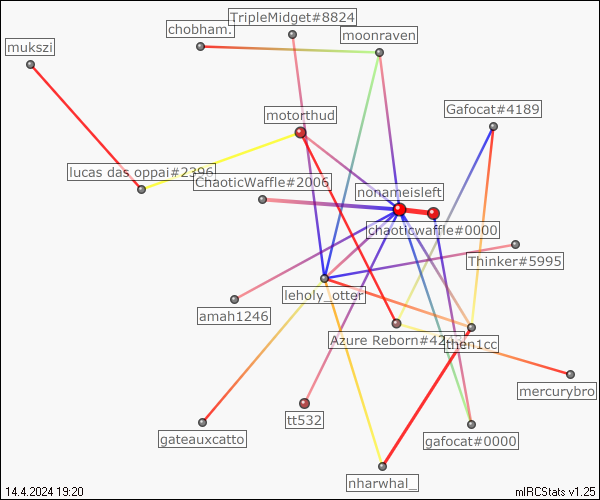 TripleMidget#8824
chobham.
moonraven
mukszi
Gafocat#4189
motorthud
lucas das oppai#2396
ChaoticWaffle#2006
nonameisleft
chaoticwaffle#0000
Thinker#5995
leholy_otter
amah1246
Azure Reborn#4243
then1cc
mercurybro
tt532
gateauxcatto
gafocat#0000
nharwhal_
14.4.2024 19:20
mIRCStats v1.25